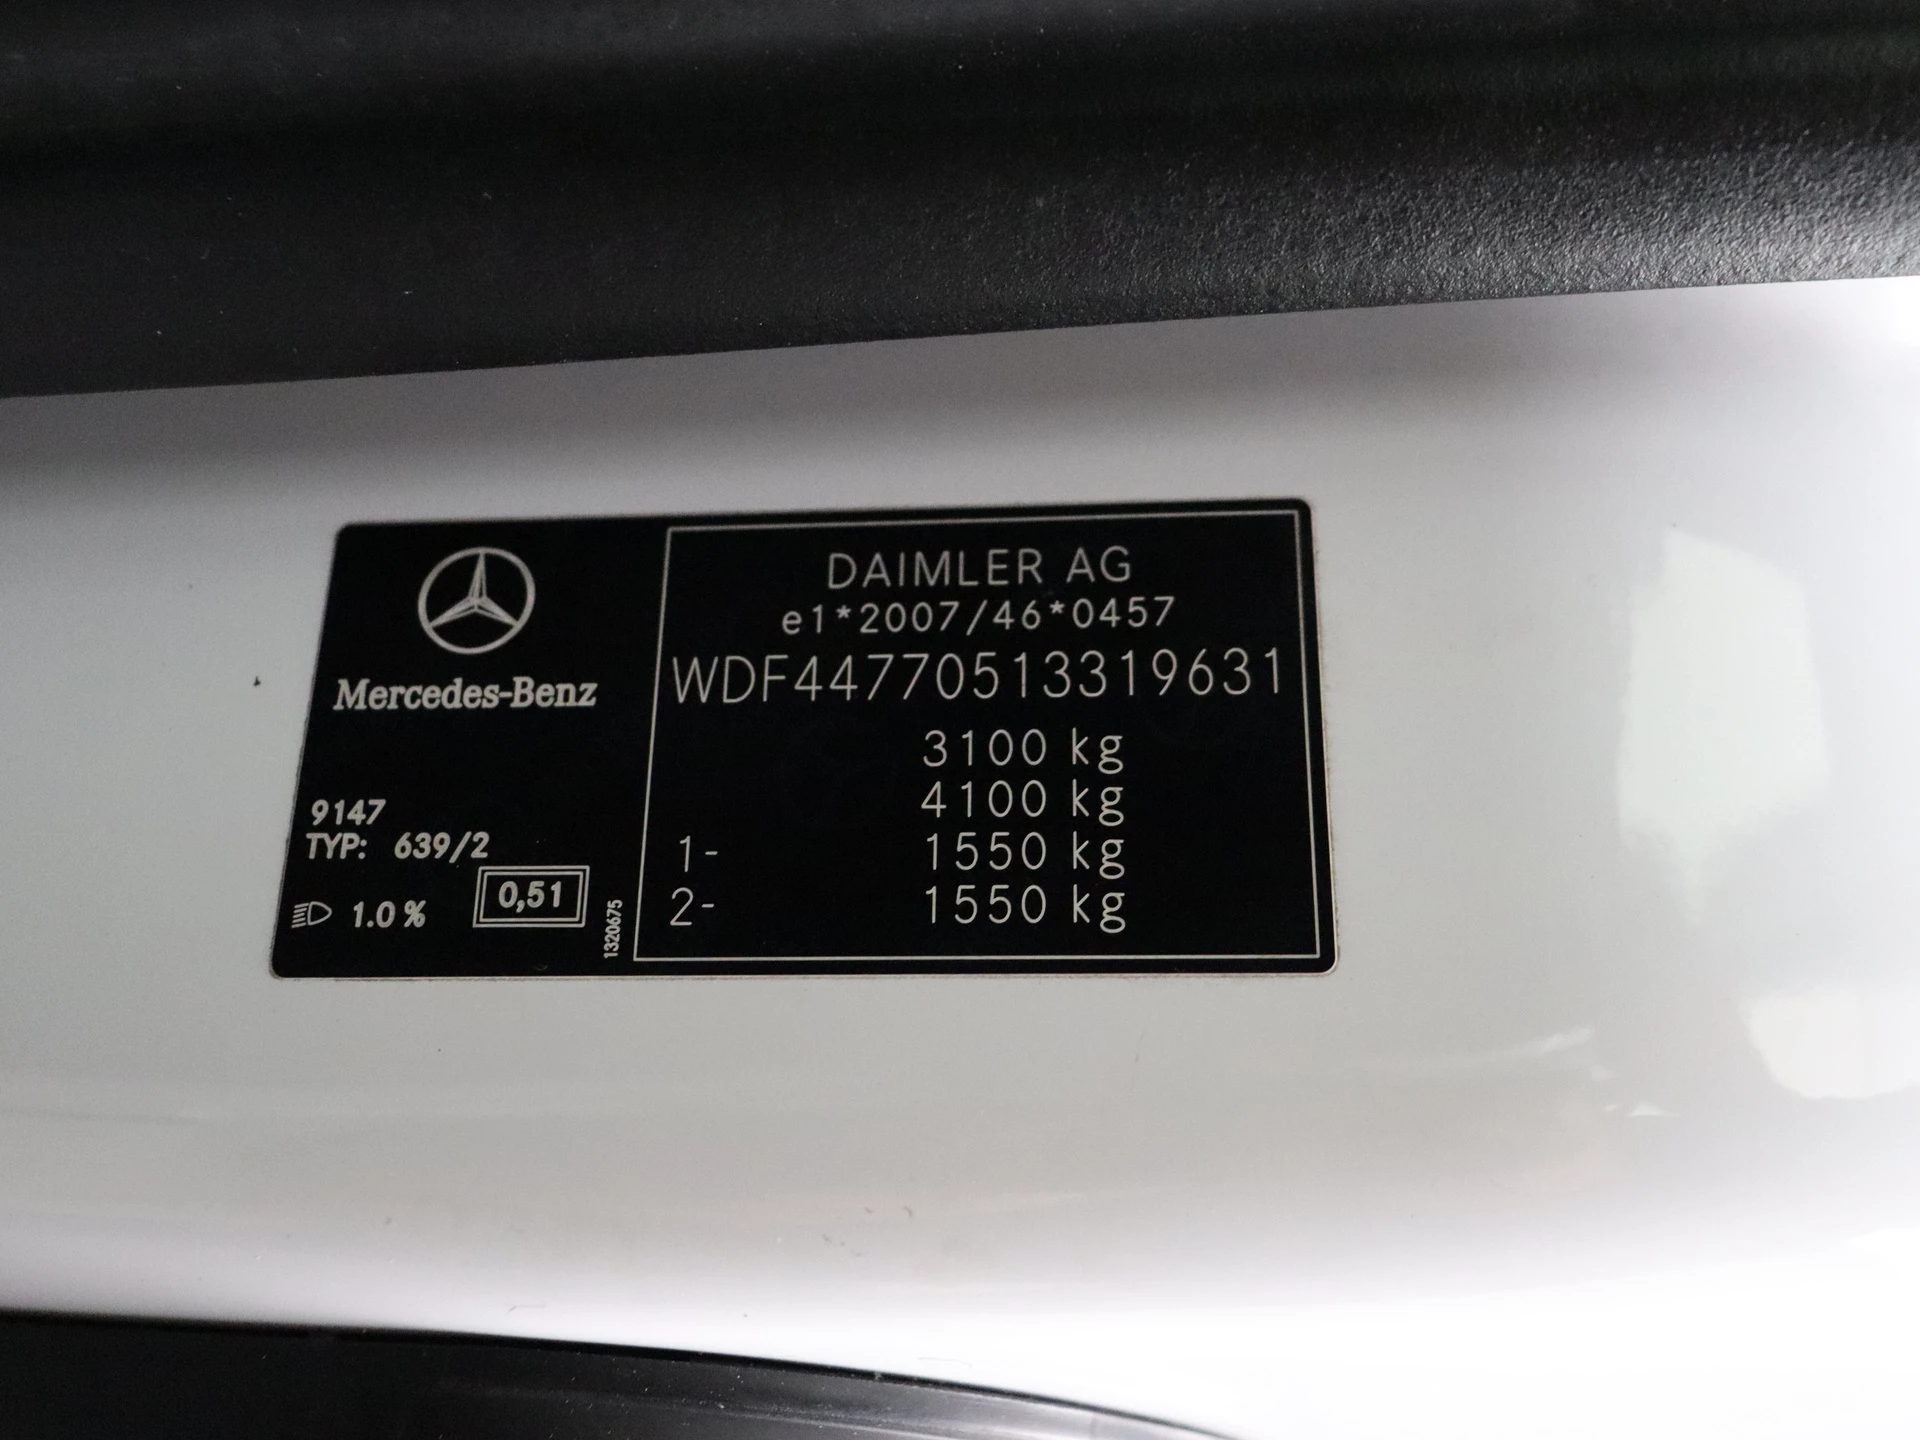 Mercedes-Benz
9147
TYP: 639/2
1.0 %
0,51
1320675
DAIMLER AG
e1*2007/46*0457
WDF44770513319631
3100 kg
4100 kg
1- 1550 kg
2- 1550 kg